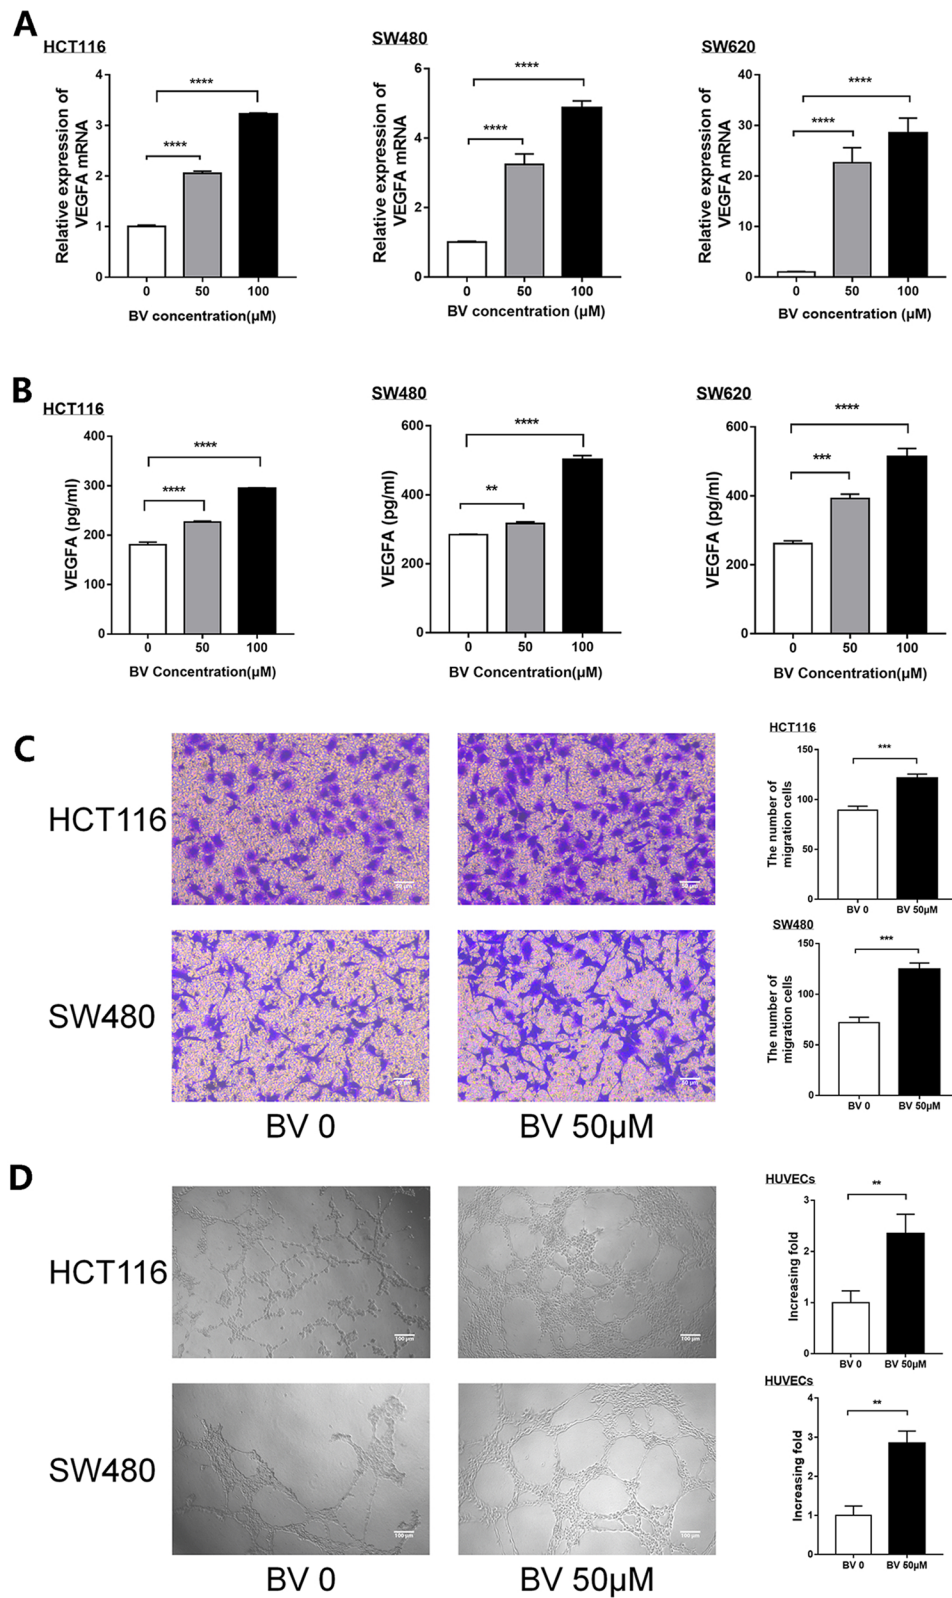 A
HCT116
Relative expression of
VEGFA mRNA
4
3
2
1
0
****
****
0 50 100
BV concentration(μM)
SW480
Relative expression of
VEGFA mRNA
6
4
2
0
****
****
0 50 100
BV concentration (μM)
SW620
Relative expression of
VEGFA mRNA
40
30
20
10
0
****
****
0 50 100
BV concentration (μM)
B
HCT116
VEGFA (pg/ml)
400
300
200
100
0
****
****
0 50 100
BV Concentration(μM)
SW480
VEGFA (pg/ml)
600
400
200
0
****
**
0 50 100
BV Concentration(μM)
SW620
VEGFA (pg/ml)
600
400
200
0
****
***
0 50 100
BV Concentration(μM)
C
HCT116
SW480
BV 0
BV 50μM
HCT116
The number of
migration cells
150
100
50
0
***
BV 0 BV 50μM
SW480
The number of
migration cells
150
100
50
0
***
BV 0 BV 50μM
D
HCT116
100 μm
100 μm
SW480
100 μm
100 μm
BV 0
BV 50μM
HUVECs
Increasing fold
3
2
1
0
**
BV 0 BV 50μM
HUVECs
Increasing fold
4
3
2
1
0
**
BV 0 BV 50μM